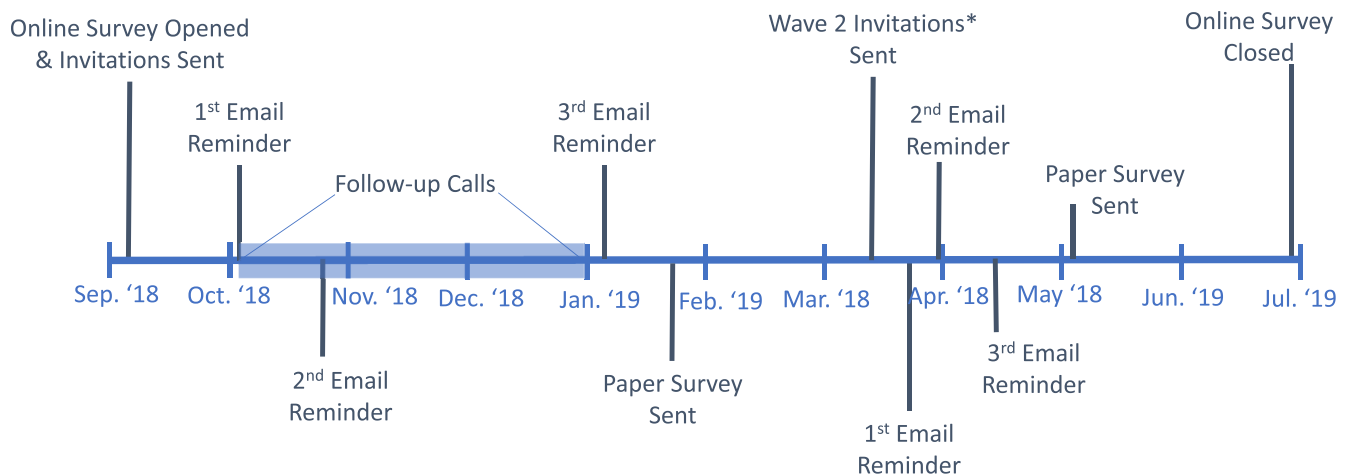 Online Survey Opened
& Invitations Sent
1st Email
Reminder
3rd Email
Reminder
Wave 2 Invitations*
Sent
2nd Email
Reminder
Online Survey
Closed
Follow-up Calls
Paper Survey
Sent
Sep. ‘18
Oct. ‘18
Nov. ‘18
Dec. ‘18
Jan. ‘19
Feb. ‘19
Mar. ‘18
Apr. ‘18
May ‘18
Jun. ‘19
Jul. ‘19
2nd Email
Reminder
Paper Survey
Sent
1st Email
Reminder
3rd Email
Reminder